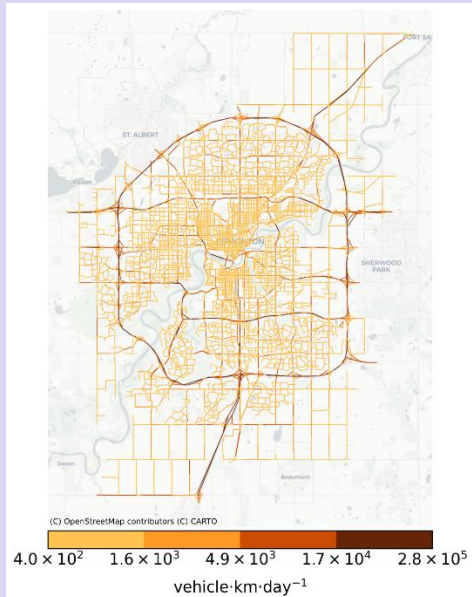 FORT SA
ST. ALBERT
EDMONTON
SHERWOOD
PARK
Devon
Beaumont
(C) OpenStreetMap contributors (C) CARTO
4.0 × 10² 1.6 × 10³ 4.9 × 10³ 1.7 × 10⁴ 2.8 × 10⁵
vehicle·km·day⁻¹